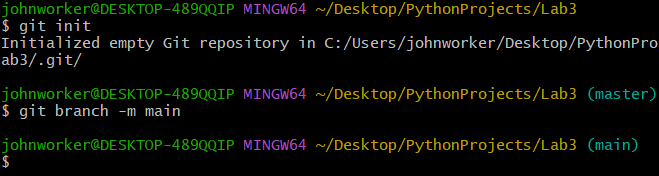 johnworker@DESKTOP-489QQIP MINGW64 ~/Desktop/PythonProjects/Lab3
$ git init
Initialized empty Git repository in C:/Users/johnworker/Desktop/PythonPro
ab3/.git/
johnworker@DESKTOP-489QQIP MINGW64 ~/Desktop/PythonProjects/Lab3 (master)
$ git branch -m main
johnworker@DESKTOP-489QQIP MINGW64 ~/Desktop/PythonProjects/Lab3 (main)
$